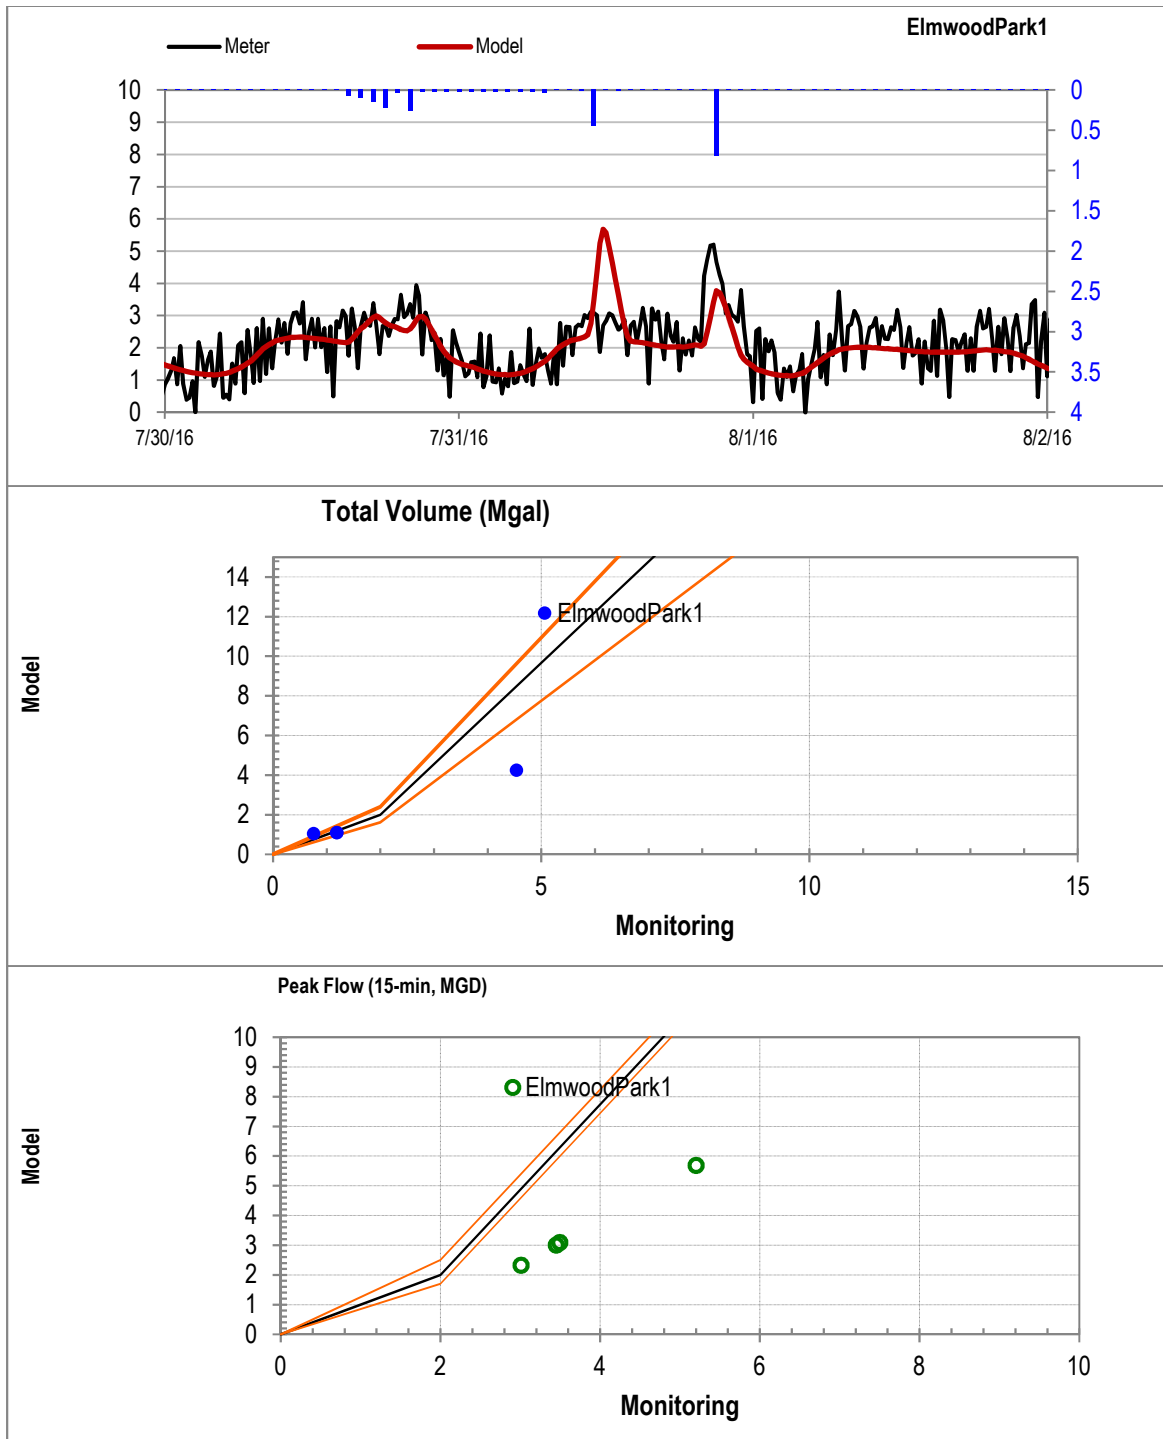 ElmwoodPark1
Meter Model
10 0
9
8 0.5
7 1
6 1.5
5 2
4 2.5
3 3
2
1 3.5
0 4
7/30/16 7/31/16 8/1/16 8/2/16
Total Volume (Mgal)
14
12 ElmwoodPark1
10
8
6
4
2
0
0 5 10 15
Model
Monitoring
Peak Flow (15-min, MGD)
10
9
8 ElmwoodPark1
7
6
5
4
3
2
1
0
0 2 4 6 8 10
Model
Monitoring